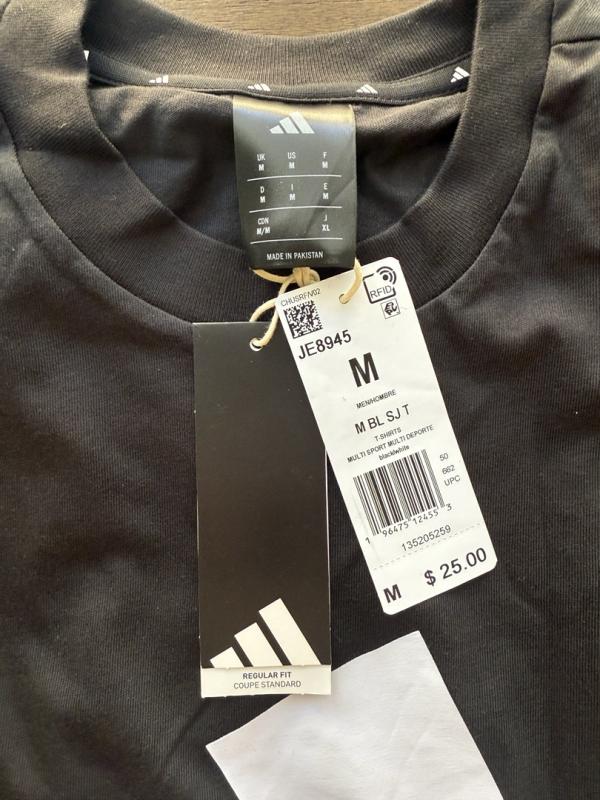 UK US F
M M M
D I E
M M M
CDN J
M/M XL
MADE IN PAKISTAN
CHUSRFIV02
RFID
JE8945
M
MEN/HOMBRE
M BL SJ T
T-SHIRTS
MULTI SPORT MULTI DEPORTE
black/white
50
662
UPC
1 96475 12455 3
135205259
M $ 25.00
REGULAR FIT
COUPE STANDARD